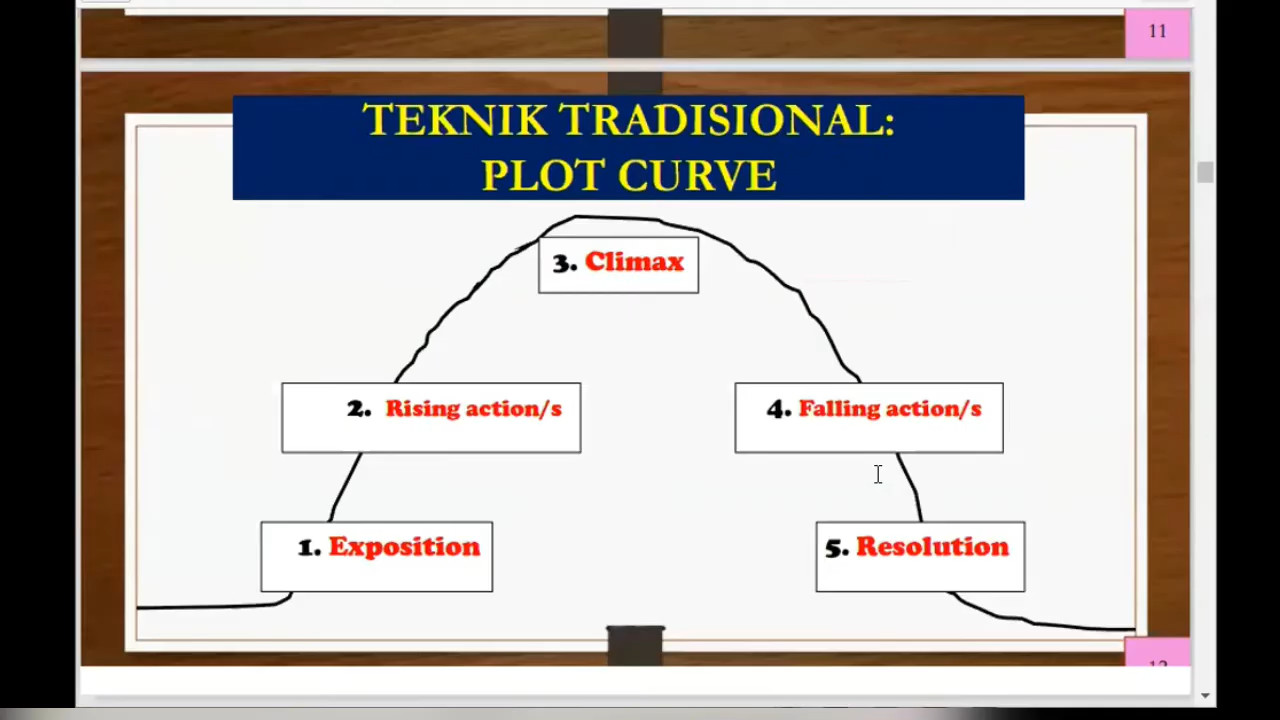 11
TEKNIK TRADISIONAL:
PLOT CURVE
3. Climax
2. Rising action/s
4. Falling action/s
1. Exposition
5. Resolution